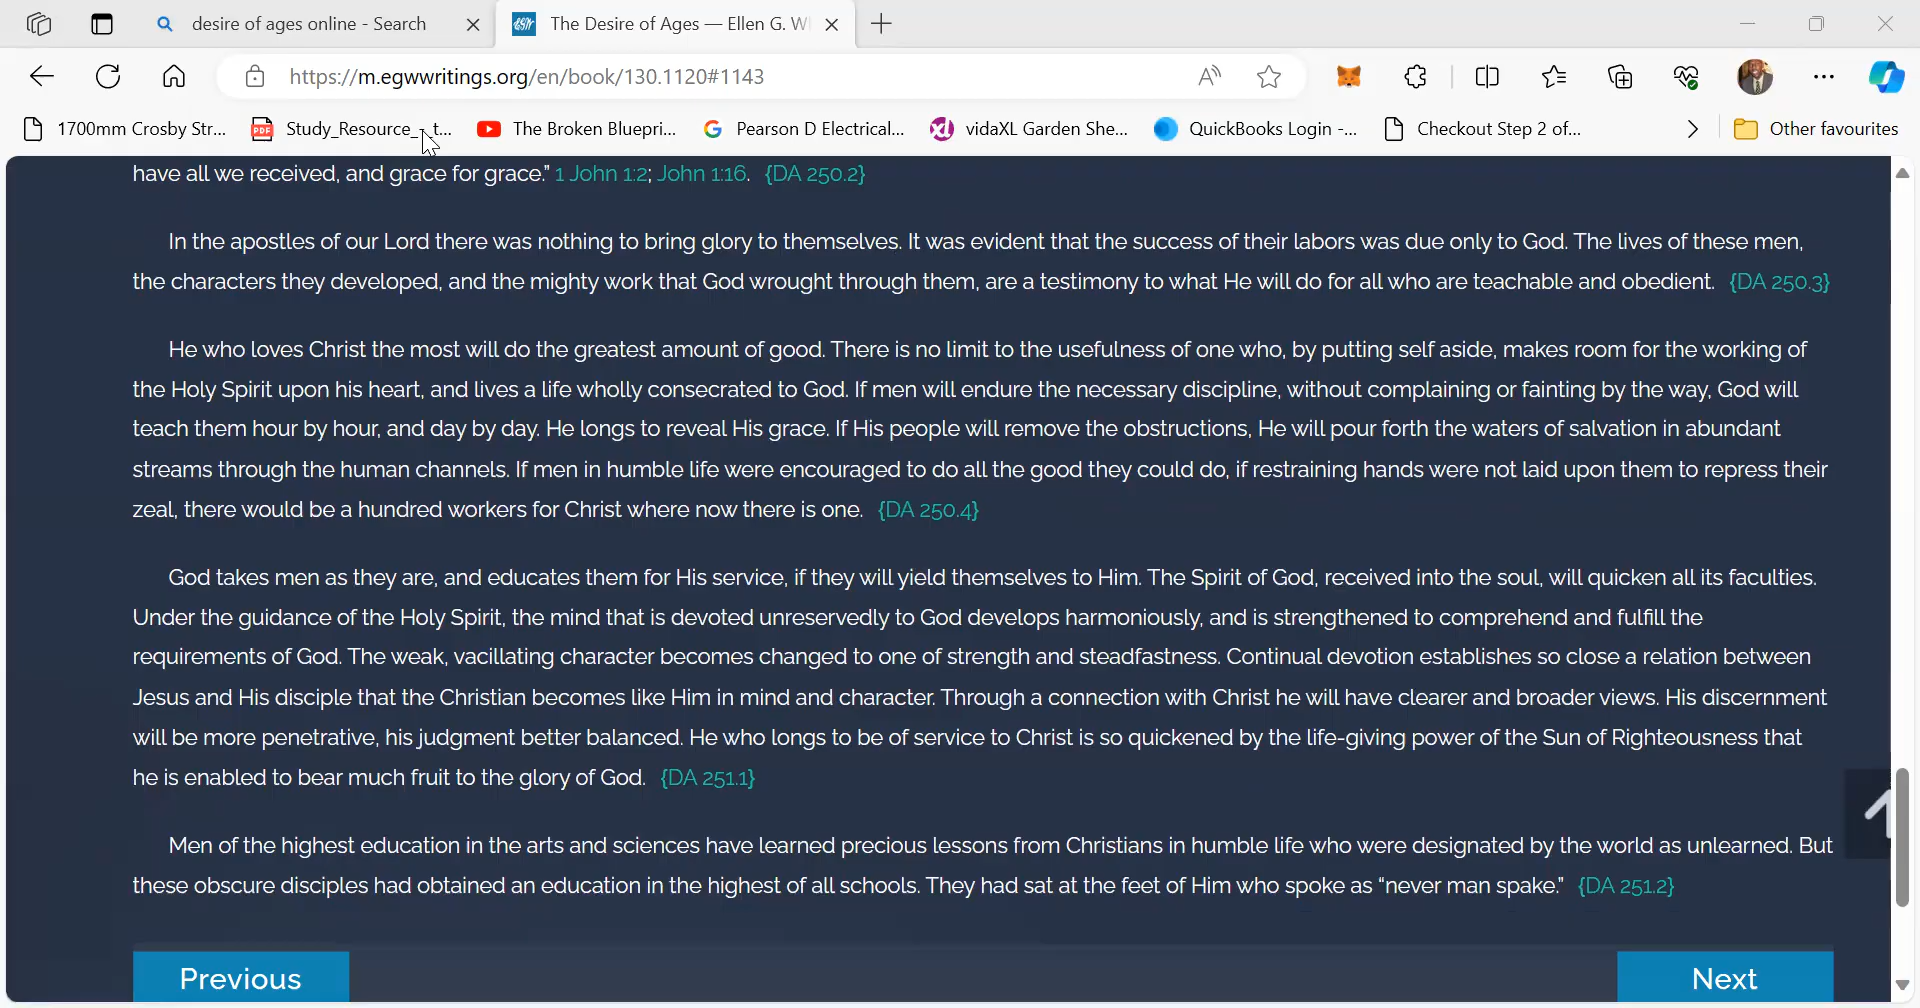 desire of ages online - Search
The Desire of Ages — Ellen G. W
https://m.egwwritings.org/en/book/130.1120#1143
1700mm Crosby Str...
Study_Resource_-_t...
The Broken Bluepri...
Pearson D Electrical...
vidaXL Garden She...
QuickBooks Login -...
Checkout Step 2 of...
Other favourites
have all we received, and grace for grace.” 1 John 1:2; John 1:16. {DA 250.2}
In the apostles of our Lord there was nothing to bring glory to themselves. It was evident that the success of their labors was due only to God. The lives of these men,
the characters they developed, and the mighty work that God wrought through them, are a testimony to what He will do for all who are teachable and obedient. {DA 250.3}
He who loves Christ the most will do the greatest amount of good. There is no limit to the usefulness of one who, by putting self aside, makes room for the working of
the Holy Spirit upon his heart, and lives a life wholly consecrated to God. If men will endure the necessary discipline, without complaining or fainting by the way, God will
teach them hour by hour, and day by day. He longs to reveal His grace. If His people will remove the obstructions, He will pour forth the waters of salvation in abundant
streams through the human channels. If men in humble life were encouraged to do all the good they could do, if restraining hands were not laid upon them to repress their
zeal, there would be a hundred workers for Christ where now there is one. {DA 250.4}
God takes men as they are, and educates them for His service, if they will yield themselves to Him. The Spirit of God, received into the soul, will quicken all its faculties.
Under the guidance of the Holy Spirit, the mind that is devoted unreservedly to God develops harmoniously, and is strengthened to comprehend and fulfill the
requirements of God. The weak, vacillating character becomes changed to one of strength and steadfastness. Continual devotion establishes so close a relation between
Jesus and His disciple that the Christian becomes like Him in mind and character. Through a connection with Christ he will have clearer and broader views. His discernment
will be more penetrative, his judgment better balanced. He who longs to be of service to Christ is so quickened by the life-giving power of the Sun of Righteousness that
he is enabled to bear much fruit to the glory of God. {DA 251.1}
Men of the highest education in the arts and sciences have learned precious lessons from Christians in humble life who were designated by the world as unlearned. But
these obscure disciples had obtained an education in the highest of all schools. They had sat at the feet of Him who spoke as “never man spake.” {DA 251.2}
Previous
Next